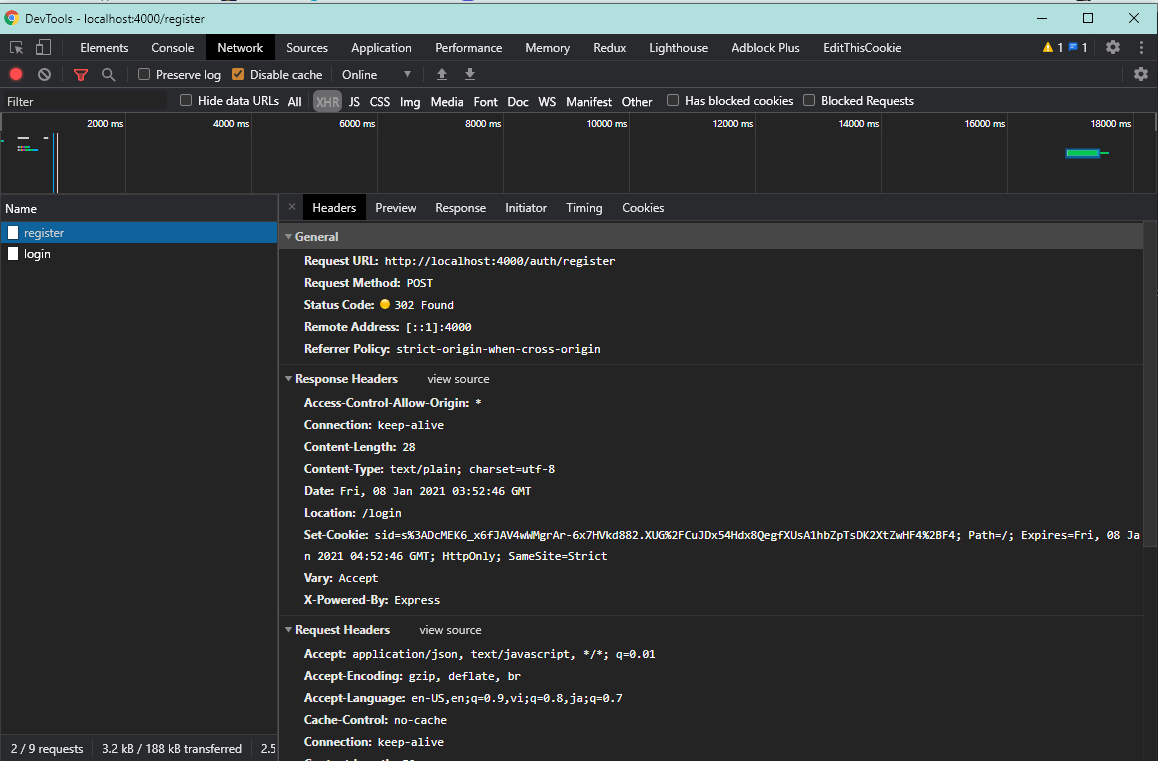 DevTools - localhost:4000/register
Elements Console Network Sources Application Performance Memory Redux Lighthouse Adblock Plus EditThisCookie 1 1
Preserve log Disable cache Online
Filter Hide data URLs All XHR JS CSS Img Media Font Doc WS Manifest Other Has blocked cookies Blocked Requests
2000 ms 4000 ms 6000 ms 8000 ms 10000 ms 12000 ms 14000 ms 16000 ms 18000 ms
Name
register
login
× Headers Preview Response Initiator Timing Cookies
General
Request URL: http://localhost:4000/auth/register
Request Method: POST
Status Code: 302 Found
Remote Address: [::1]:4000
Referrer Policy: strict-origin-when-cross-origin
Response Headers view source
Access-Control-Allow-Origin: *
Connection: keep-alive
Content-Length: 28
Content-Type: text/plain; charset=utf-8
Date: Fri, 08 Jan 2021 03:52:46 GMT
Location: /login
Set-Cookie: sid=s%3ADcMEK6_x6fJAV4wWMgrAr-6x7HVkd882.XUG%2FCuJDx54Hdx8QegfXUsA1hbZpTsDK2XtZwHF4%2BF4; Path=/; Expires=Fri, 08 Ja
n 2021 04:52:46 GMT; HttpOnly; SameSite=Strict
Vary: Accept
X-Powered-By: Express
Request Headers view source
Accept: application/json, text/javascript, */*; q=0.01
Accept-Encoding: gzip, deflate, br
Accept-Language: en-US,en;q=0.9,vi;q=0.8,ja;q=0.7
Cache-Control: no-cache
Connection: keep-alive
2 / 9 requests 3.2 kB / 188 kB transferred 2.5